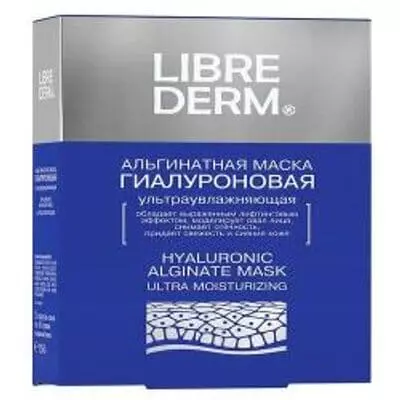 LIBRE
DERM®
АЛЬГИНАТНАЯ МАСКА
ГИАЛУРОНОВАЯ
ультраувлажняющая
обладает выраженным лифтинговым
эффектом, моделирует овал лица,
снимает отечность,
придает свежесть и сияние коже
HYALURONIC
ALGINATE MASK
ULTRA MOISTURIZING